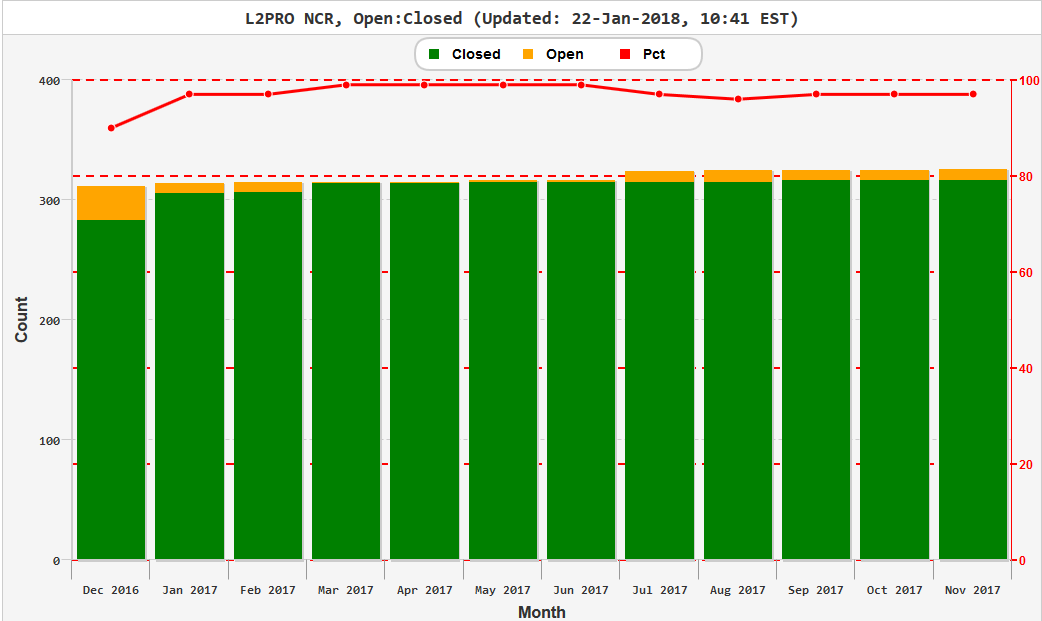 L2PRO NCR, Open:Closed (Updated: 22-Jan-2018, 10:41 EST)
Closed Open Pct
400 100
80
300
60
200
40
100
20
0 0
Count
Dec 2016 Jan 2017 Feb 2017 Mar 2017 Apr 2017 May 2017 Jun 2017 Jul 2017 Aug 2017 Sep 2017 Oct 2017 Nov 2017
Month